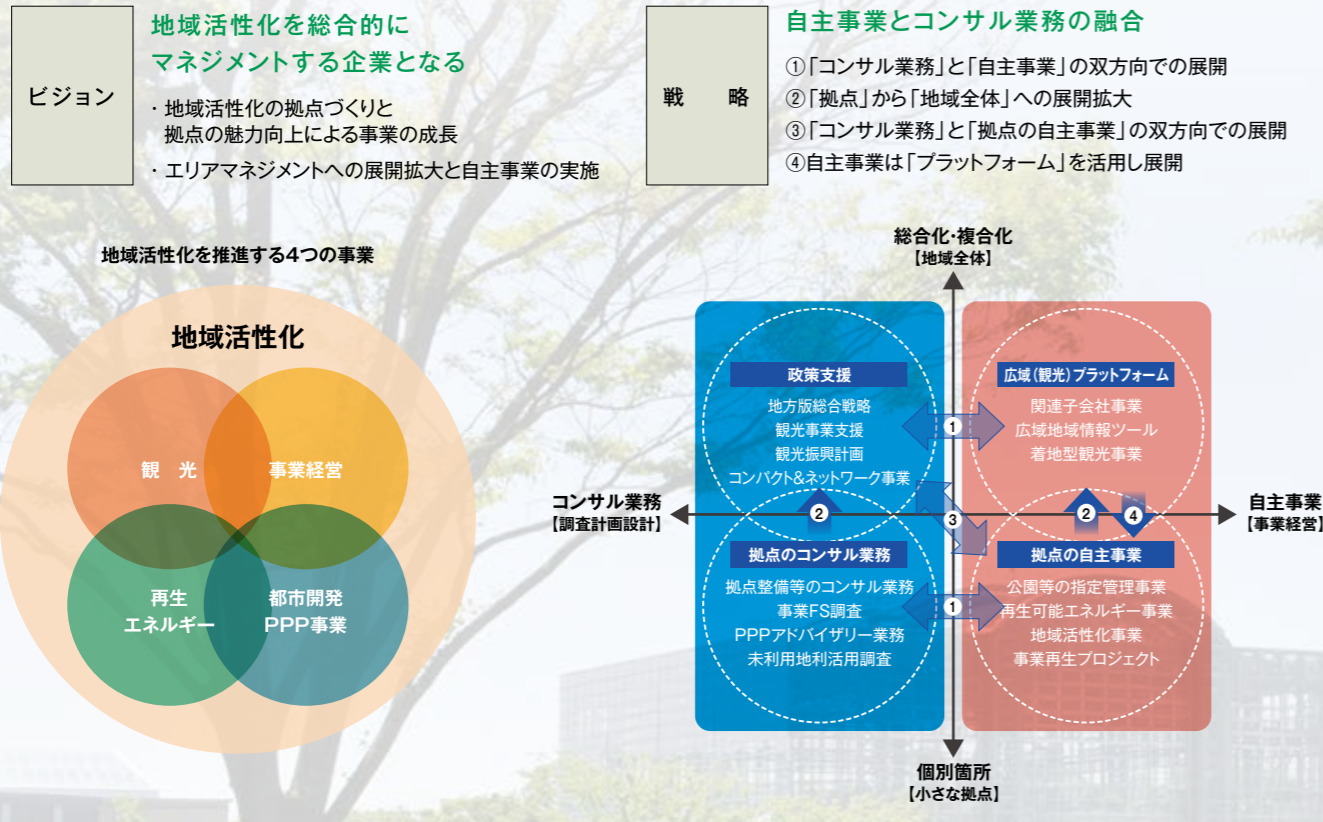 ビジョン
地域活性化を総合的に
マネジメントする企業となる
・地域活性化の拠点づくりと
拠点の魅力向上による事業の成長
・エリアマネジメントへの展開拡大と自主事業の実施
戦　略
自主事業とコンサル業務の融合
①「コンサル業務」と「自主事業」の双方向での展開
②「拠点」から「地域全体」への展開拡大
③「コンサル業務」と「拠点の自主事業」の双方向での展開
④自主事業は「プラットフォーム」を活用し展開
地域活性化を推進する4つの事業
地域活性化
観　光
事業経営
再生
エネルギー
都市開発
PPP事業
総合化・複合化
【地域全体】
政策支援
地方版総合戦略
観光事業支援
観光振興計画
コンパクト&ネットワーク事業
広域(観光)プラットフォーム
関連子会社事業
広域地域情報ツール
着地型観光事業
①
コンサル業務
【調査計画設計】
②
③
②
④
自主事業
【事業経営】
拠点のコンサル業務
拠点整備等のコンサル業務
事業FS調査
PPPアドバイザリー業務
未利用地利活用調査
拠点の自主事業
公園等の指定管理事業
再生可能エネルギー事業
地域活性化事業
事業再生プロジェクト
①
個別箇所
【小さな拠点】